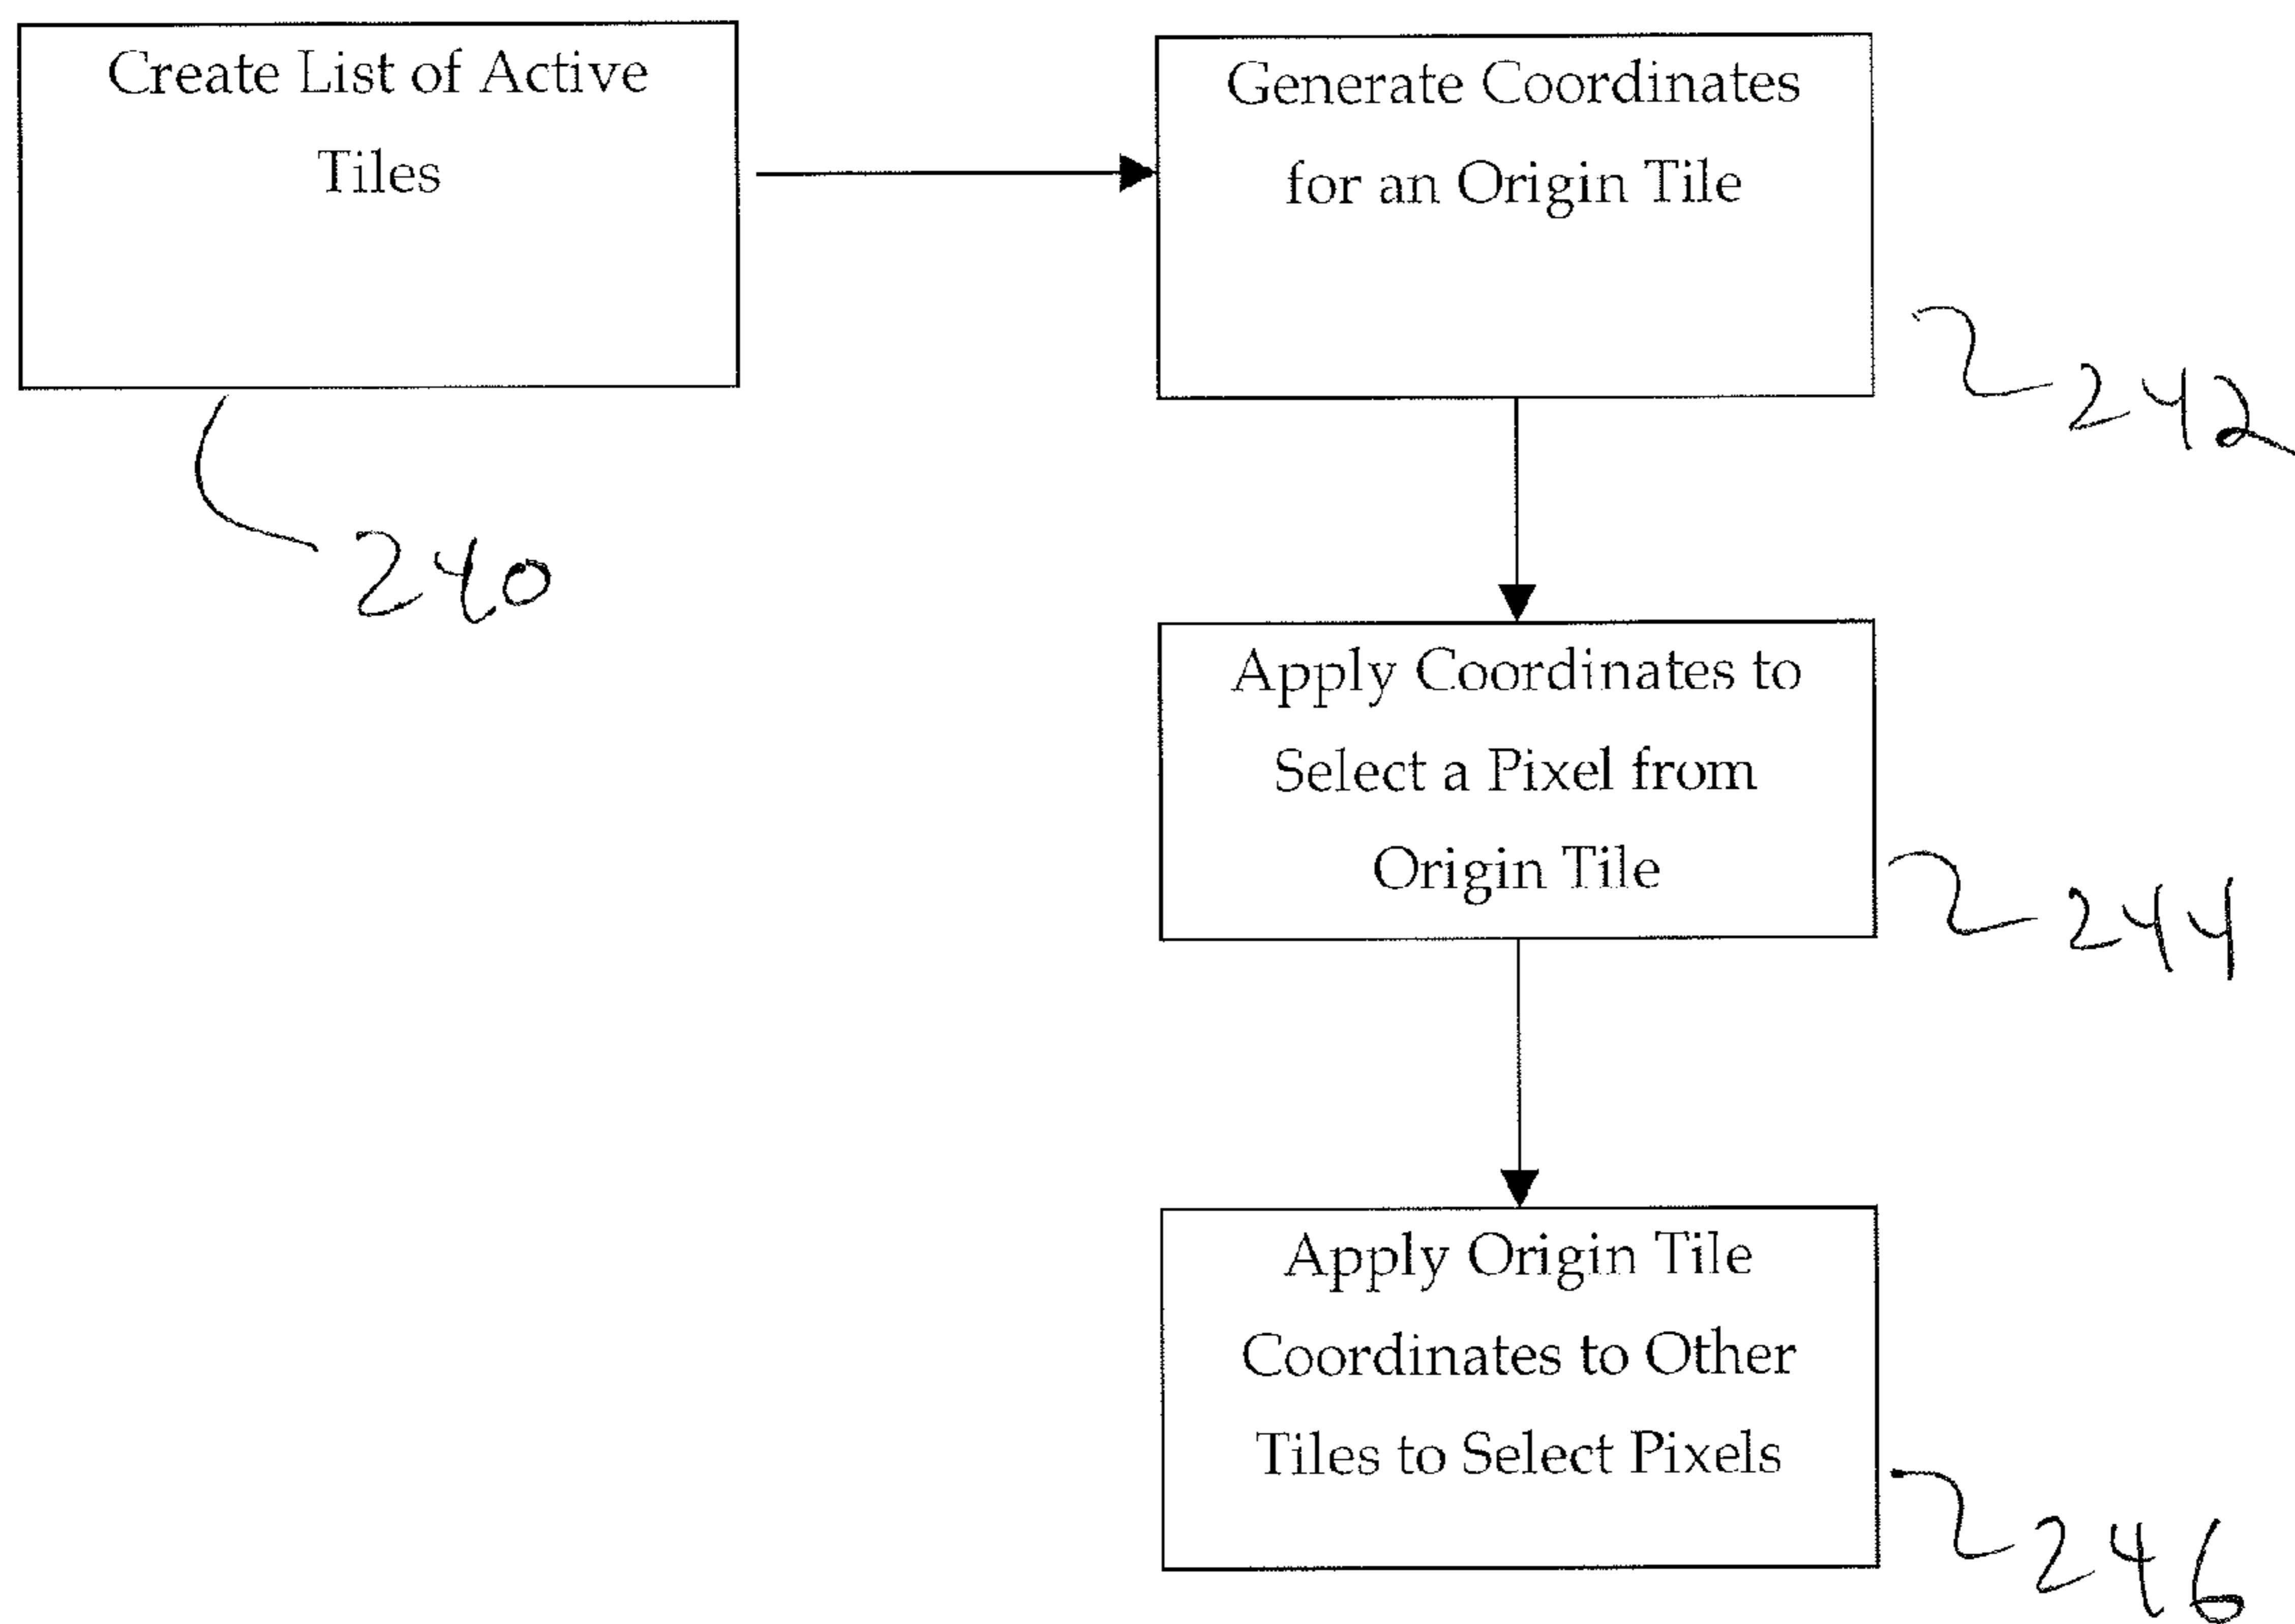 Create List of Active
Tiles
240
Generate Coordinates
for an Origin Tile
242
Apply Coordinates to
Select a Pixel from
Origin Tile
244
Apply Origin Tile
Coordinates to Other
Tiles to Select Pixels
246